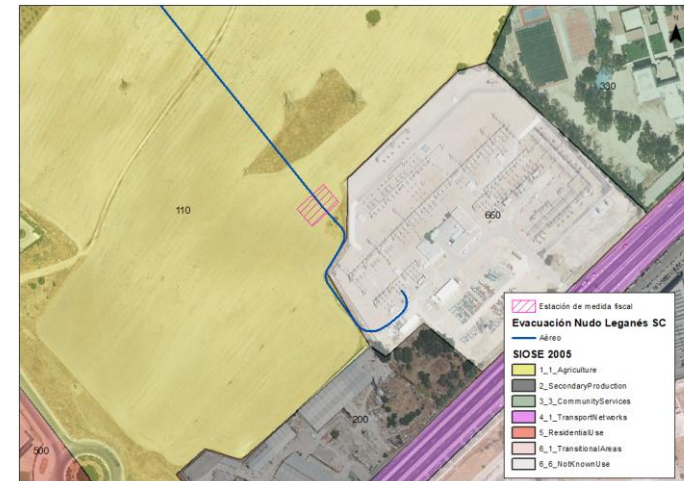 N
330
110
660
200
500
Estación de medida fiscal
Evacuación Nudo Leganés SC
Aéreo
SIOSE 2005
1_1_Agriculture
2_SecondaryProduction
3_3_CommunityServices
4_1_TransportNetworks
5_ResidentialUse
6_1_TransitionalAreas
6_6_NotKnownUse